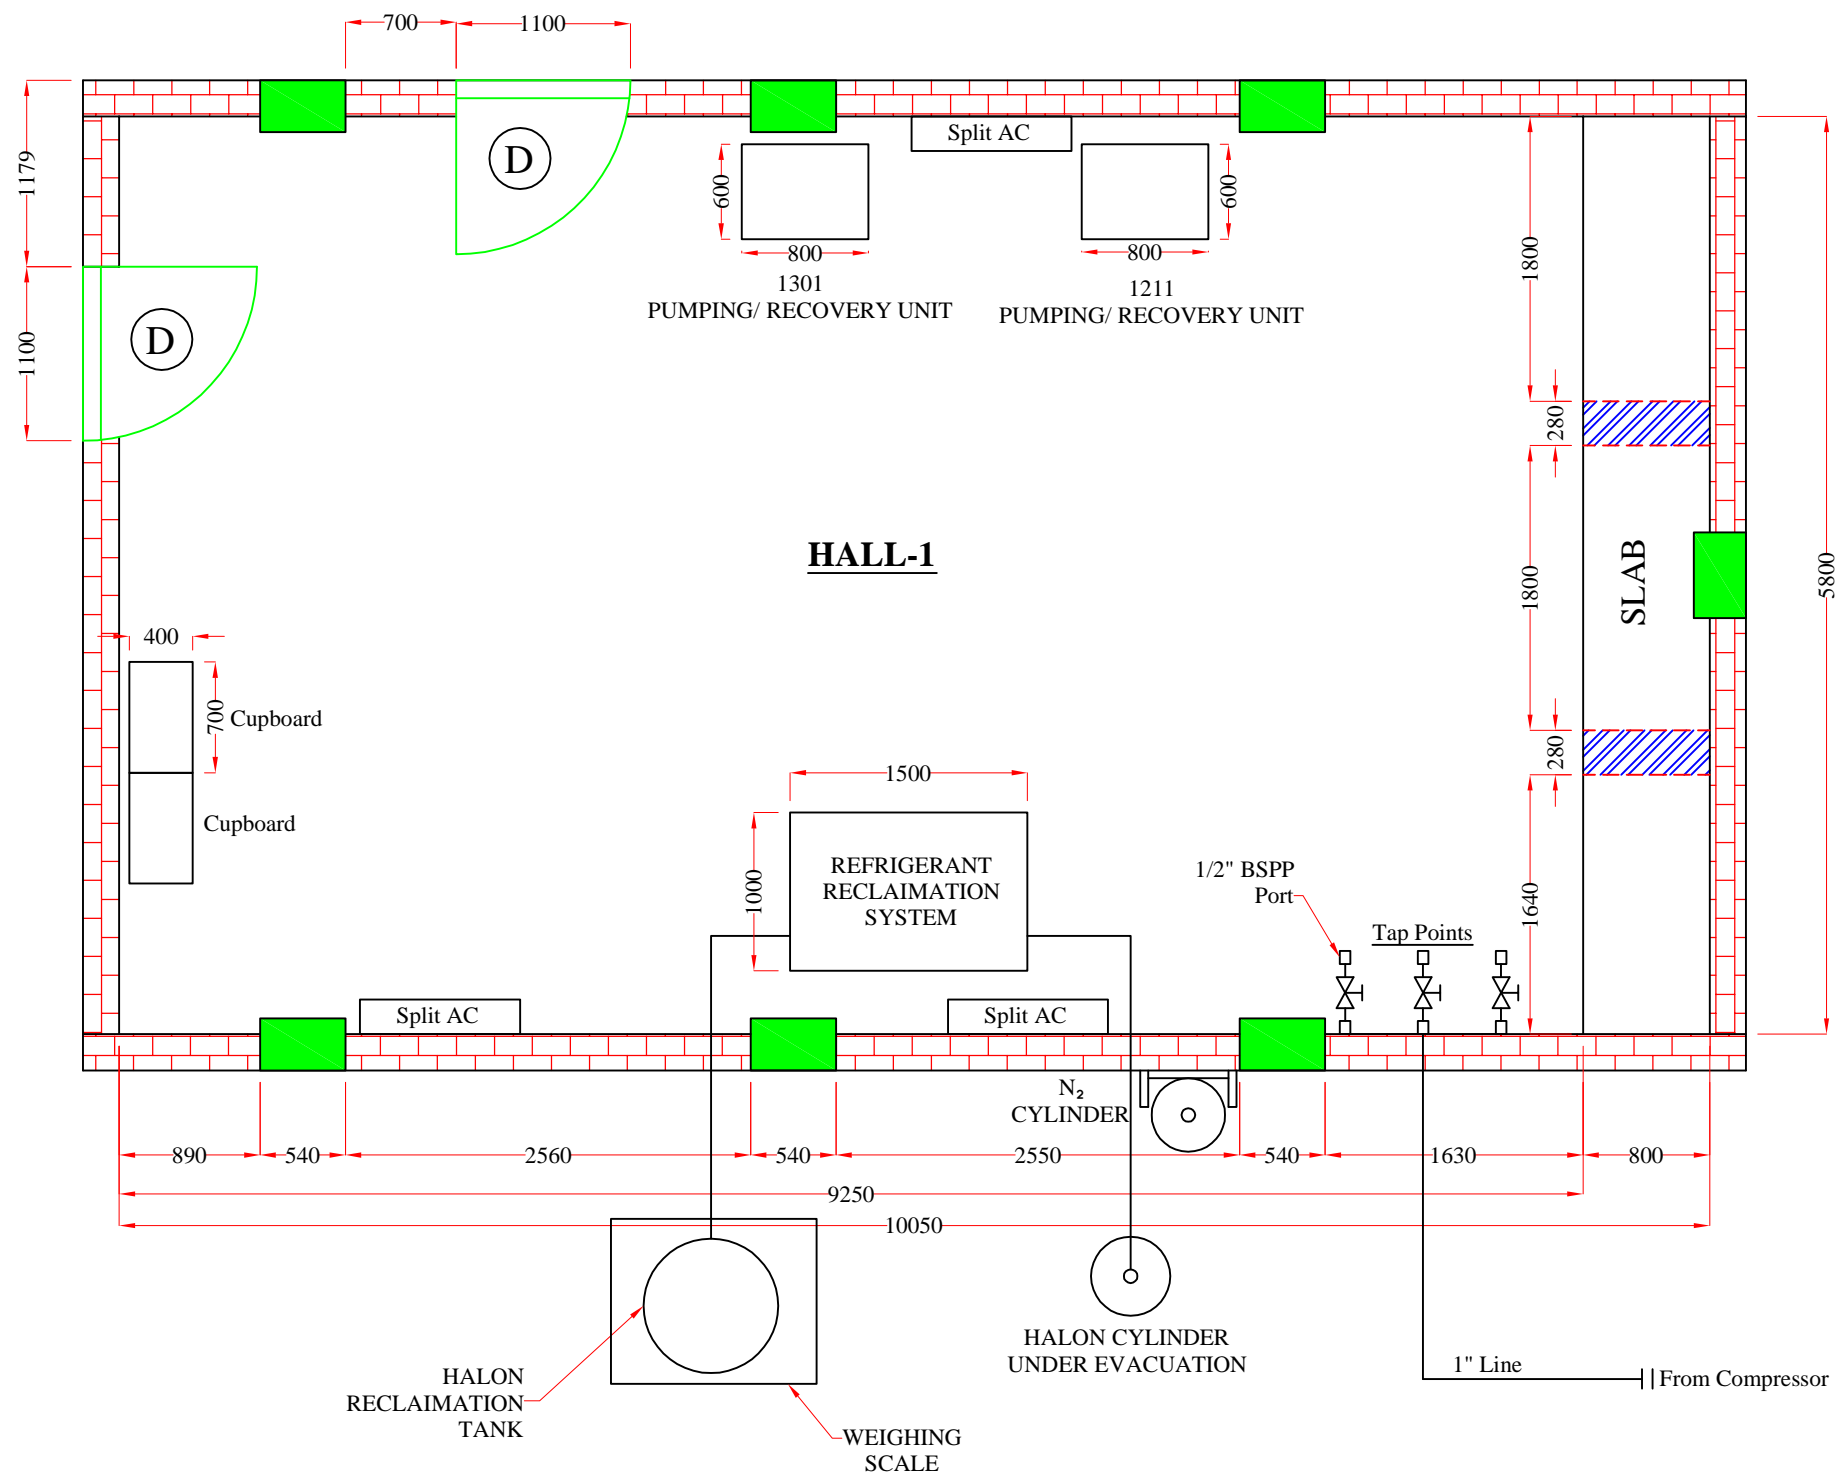 700
1100
Split AC
D
1179
600
600
800
800
1301
PUMPING/ RECOVERY UNIT
1211
PUMPING/ RECOVERY UNIT
1800
D
1100
280
HALL-1
1800
SLAB
5800
400
700
Cupboard
280
1500
Cupboard
REFRIGERANT
RECLAIMATION
SYSTEM
1000
1/2" BSPP
Port
1640
Tap Points
Split AC
Split AC
N₂
CYLINDER
890
540
2560
540
2550
540
1630
800
9250
10050
HALON CYLINDER
UNDER EVACUATION
HALON
RECLAIMATION
TANK
1" Line
From Compressor
WEIGHING
SCALE